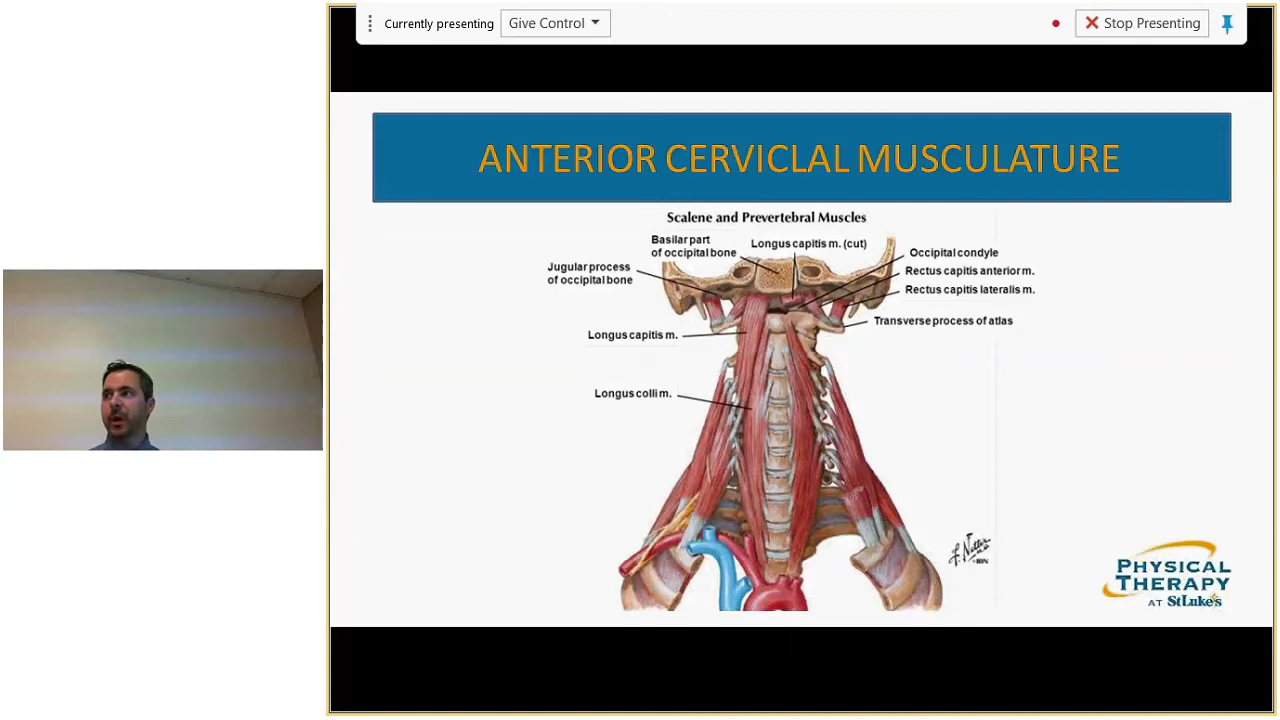 Currently presenting Give Control Stop Presenting
ANTERIOR CERVICLAL MUSCULATURE
Scalene and Prevertebral Muscles
Basilar part
of occipital bone
Longus capitis m. (cut)
Occipital condyle
Jugular process
of occipital bone
Rectus capitis anterior m.
Rectus capitis lateralis m.
Transverse process of atlas
Longus capitis m.
Longus colli m.
PHYSICAL
THERAPY
AT StLuke's